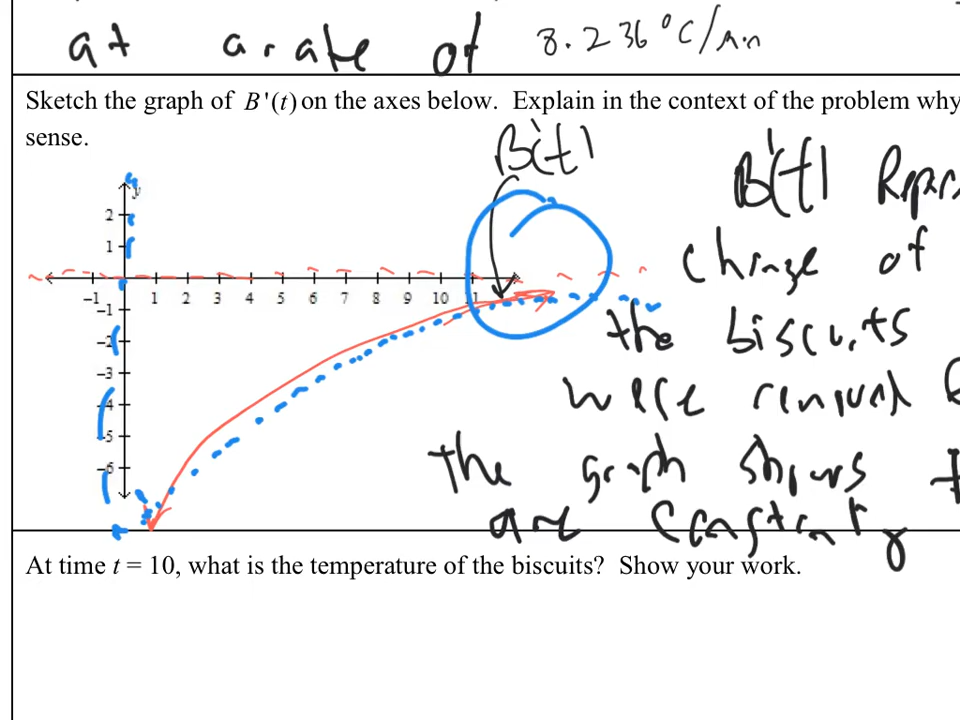 at a rate of 8.236°C/min
Sketch the graph of B'(t) on the axes below. Explain in the context of the problem why
sense.
B'(t)
B'(t)
y
2
1
-1 1 2 3 4 5 6 7 8 9 10 11
-1
-2
-3
-4
-5
-6
change of
the biscuits
were
the graph shows
are constantly
At time t = 10, what is the temperature of the biscuits? Show your work.